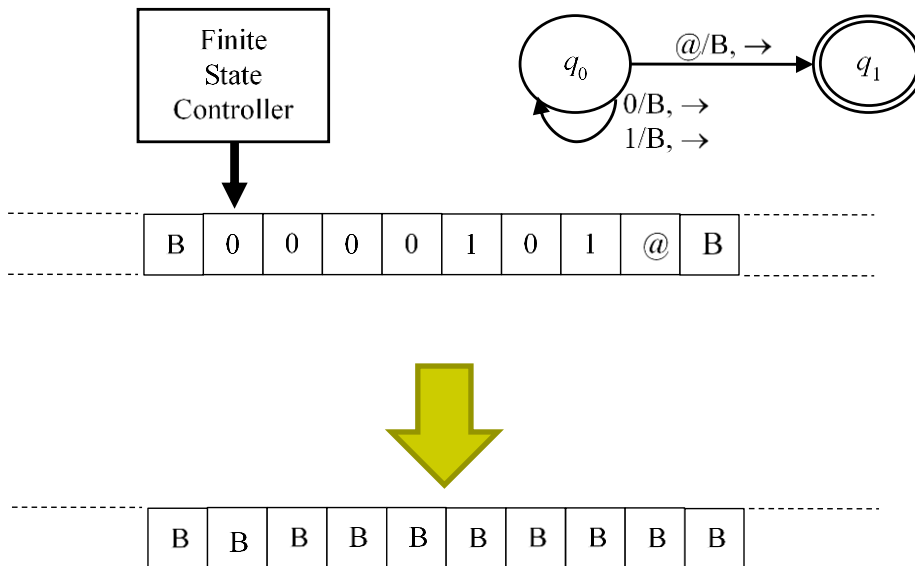 Finite
State
Controller
q0
@/B, →
q1
0/B, →
1/B, →
B 0 0 0 0 1 0 1 @ B
B B B B B B B B B B